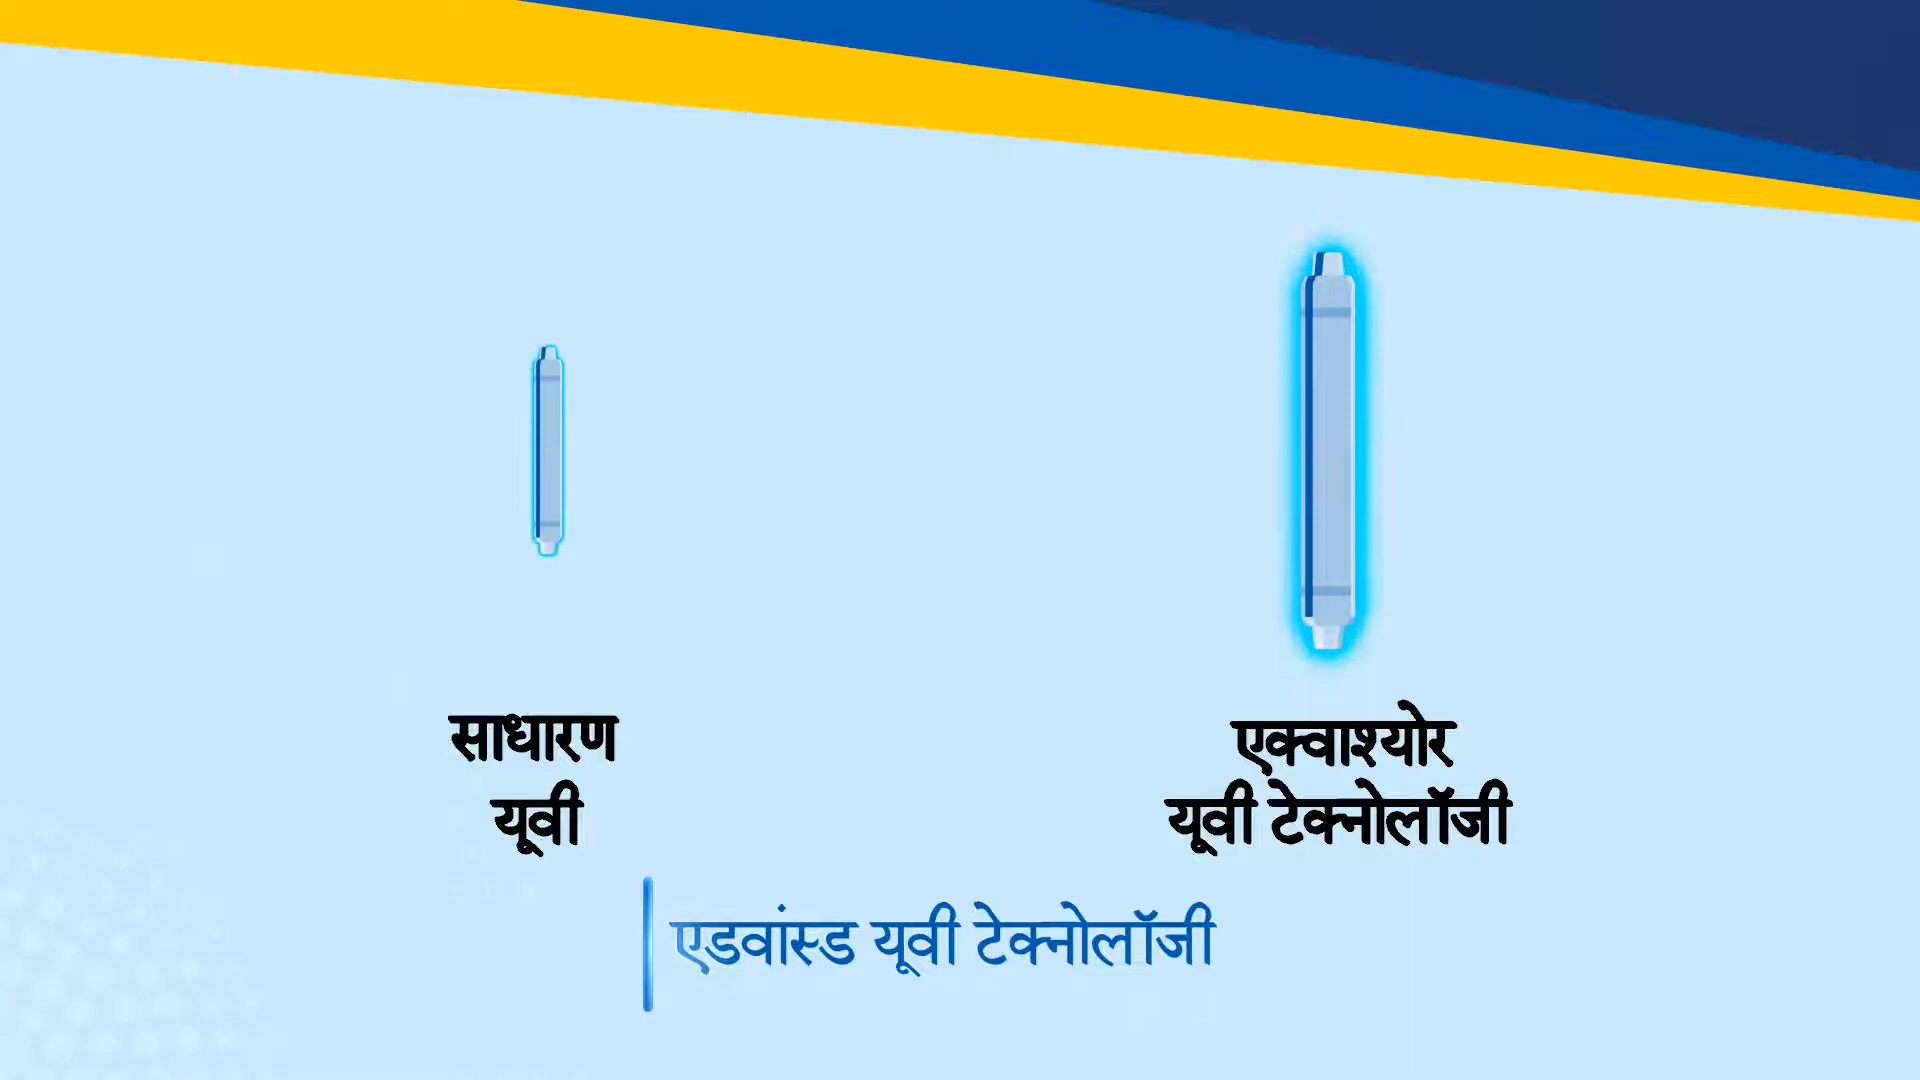 साधारण
यूवी
एक्वाश्योर
यूवी टेक्नोलॉजी
एडवांस्ड यूवी टेक्नोलॉजी